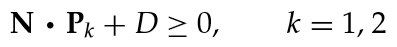 N • P_k + D ≥ 0, k = 1, 2